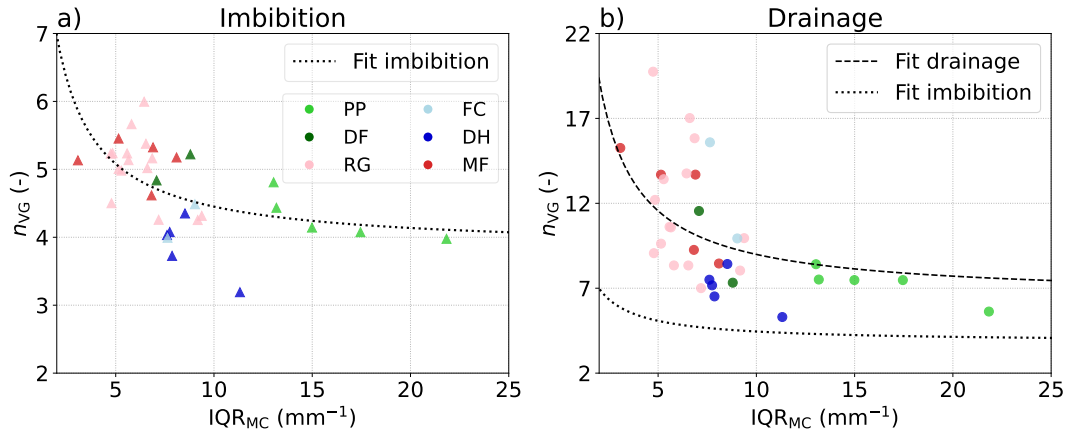 a) Imbibition
7
6
5
4
3
2
n_VG (-)
5 10 15 20 25
IQR_MC (mm⁻¹)
Fit imbibition
PP FC
DF DH
RG MF
b) Drainage
22
17
12
7
2
n_VG (-)
5 10 15 20 25
IQR_MC (mm⁻¹)
Fit drainage
Fit imbibition